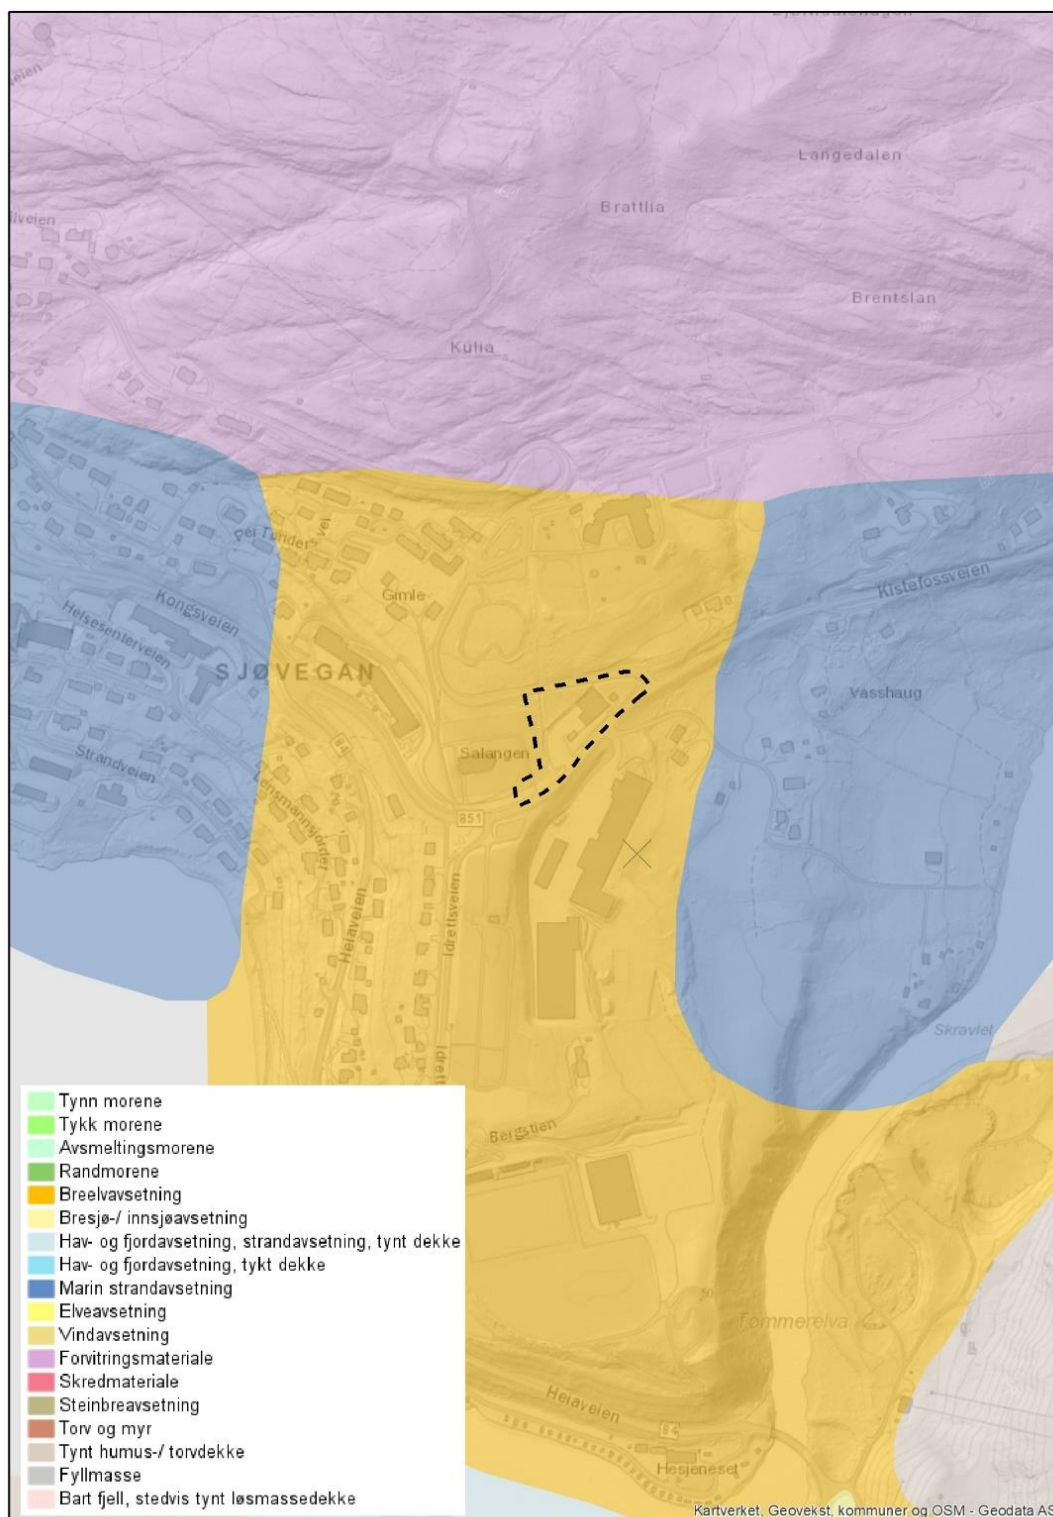 Langedalen
Brattlia
Brentslan
Kulia
Per Tunders vei
Gimle
Kistefossveien
Kongsveien
Helsesenterveien
SJØVEGAN
Vasshaug
84
Strandveien
Salangen
Lensmannsjordet
851
Heiaveien
Idrettsveien
Skravlet
Idrett
Bergstien
Tømmerelva
Heiaveien
84
Hesjeneset
Tynn morene
Tykk morene
Avsmeltingsmorene
Randmorene
Breelvavsetning
Bresjø-/ innsjøavsetning
Hav- og fjordavsetning, strandavsetning, tynt dekke
Hav- og fjordavsetning, tykt dekke
Marin strandavsetning
Elveavsetning
Vindavsetning
Forvitringsmateriale
Skredmateriale
Steinbreavsetning
Torv og myr
Tynt humus-/ torvdekke
Fyllmasse
Bart fjell, stedvis tynt løsmassedekke
Kartverket, Geovekst, kommuner og OSM - Geodata AS